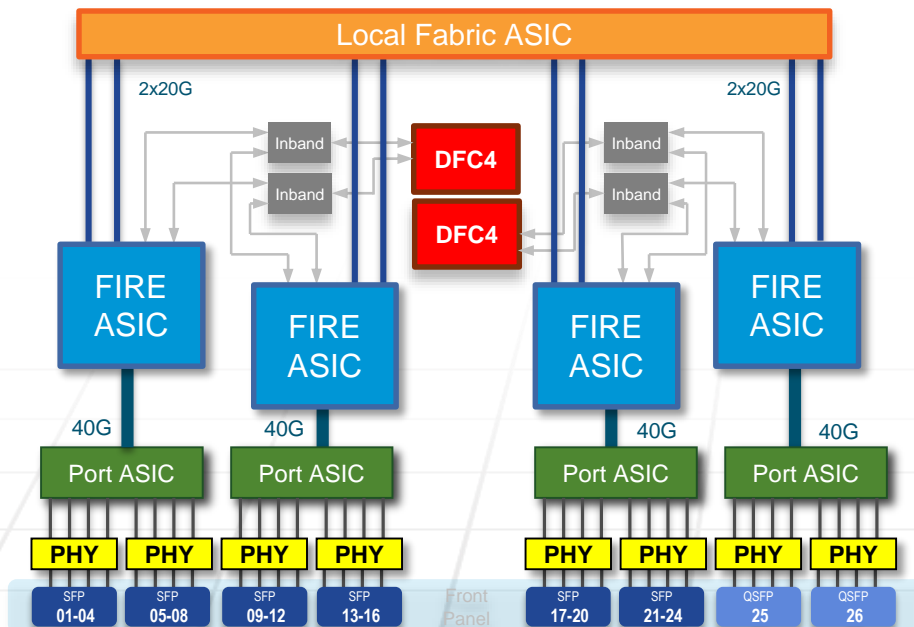 Local Fabric ASIC
2x20G
2x20G
Inband
Inband
DFC4
DFC4
Inband
Inband
FIRE
ASIC
FIRE
ASIC
FIRE
ASIC
FIRE
ASIC
40G
40G
40G
40G
Port ASIC
Port ASIC
Port ASIC
Port ASIC
PHY
PHY
PHY
PHY
PHY
PHY
PHY
PHY
SFP
01-04
SFP
05-08
SFP
09-12
SFP
13-16
Front
Panel
SFP
17-20
SFP
21-24
QSFP
25
QSFP
26